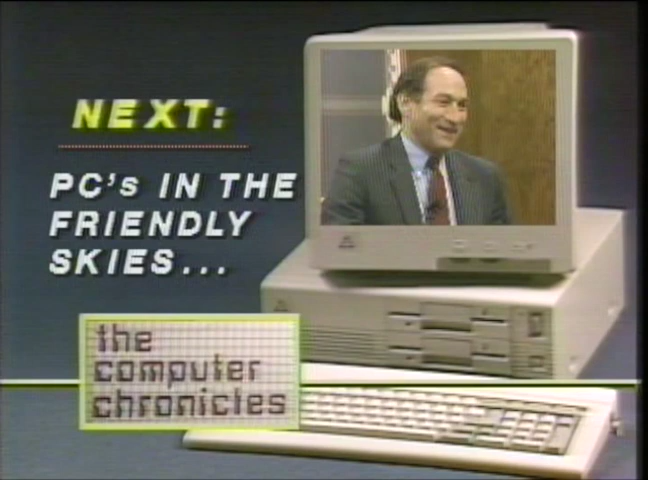 NEXT:
PC's IN THE
FRIENDLY
SKIES...
the
computer
chronicles